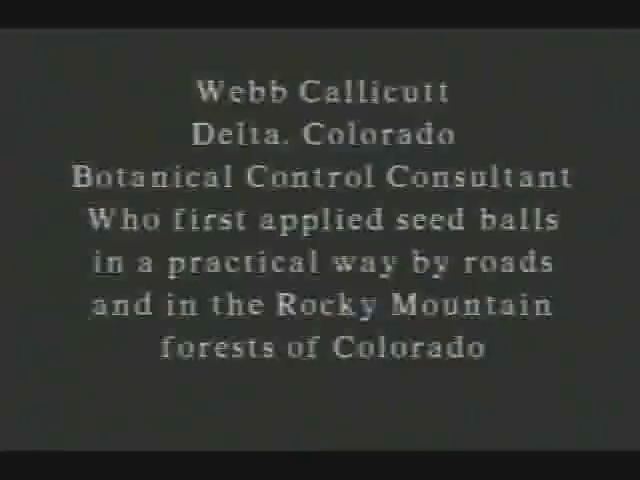 Webb Callicutt
Delta, Colorado
Botanical Control Consultant
Who first applied seed balls
in a practical way by roads
and in the Rocky Mountain
forests of Colorado